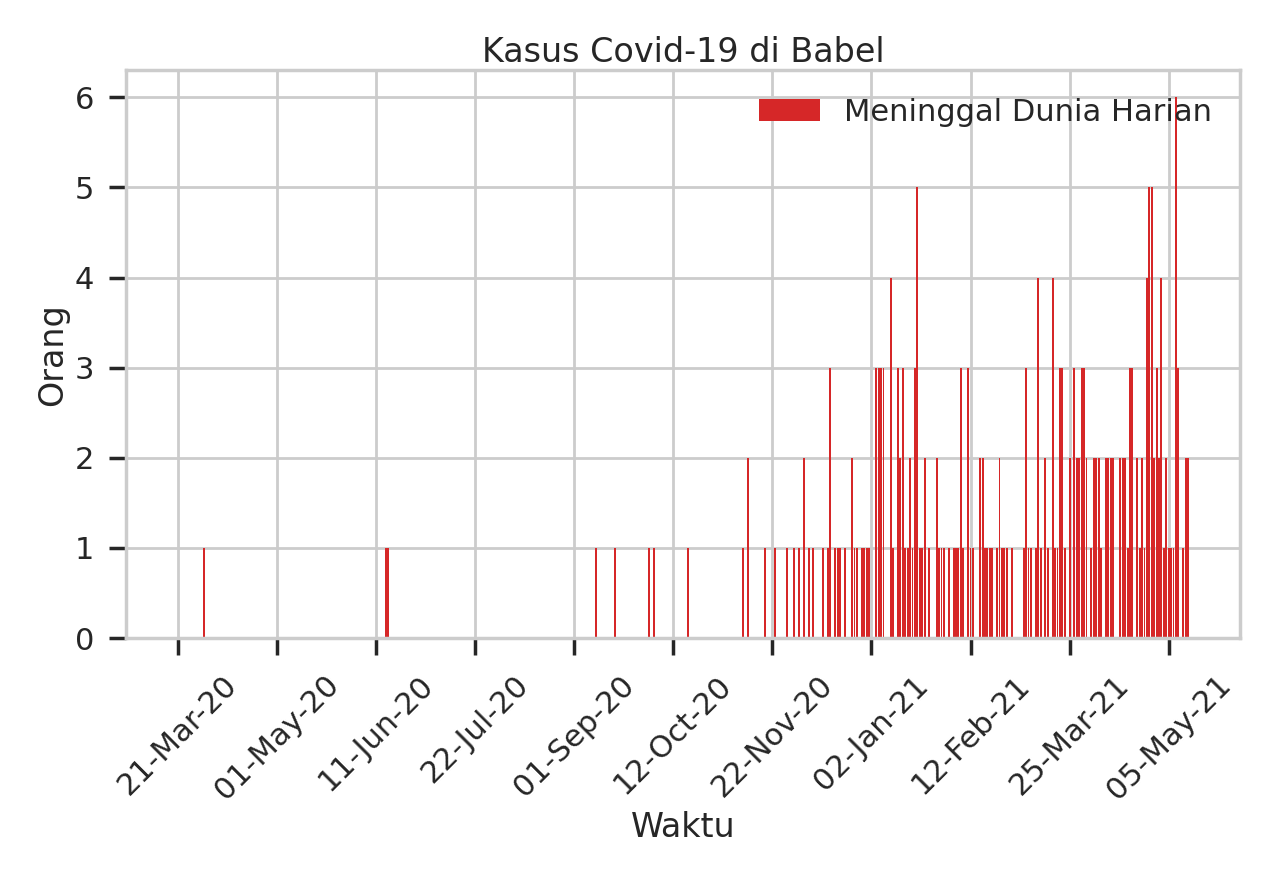 Kasus Covid-19 di Babel
Meninggal Dunia Harian
Orang
6
5
4
3
2
1
0
21-Mar-20
01-May-20
11-Jun-20
22-Jul-20
01-Sep-20
12-Oct-20
22-Nov-20
02-Jan-21
12-Feb-21
25-Mar-21
05-May-21
Waktu